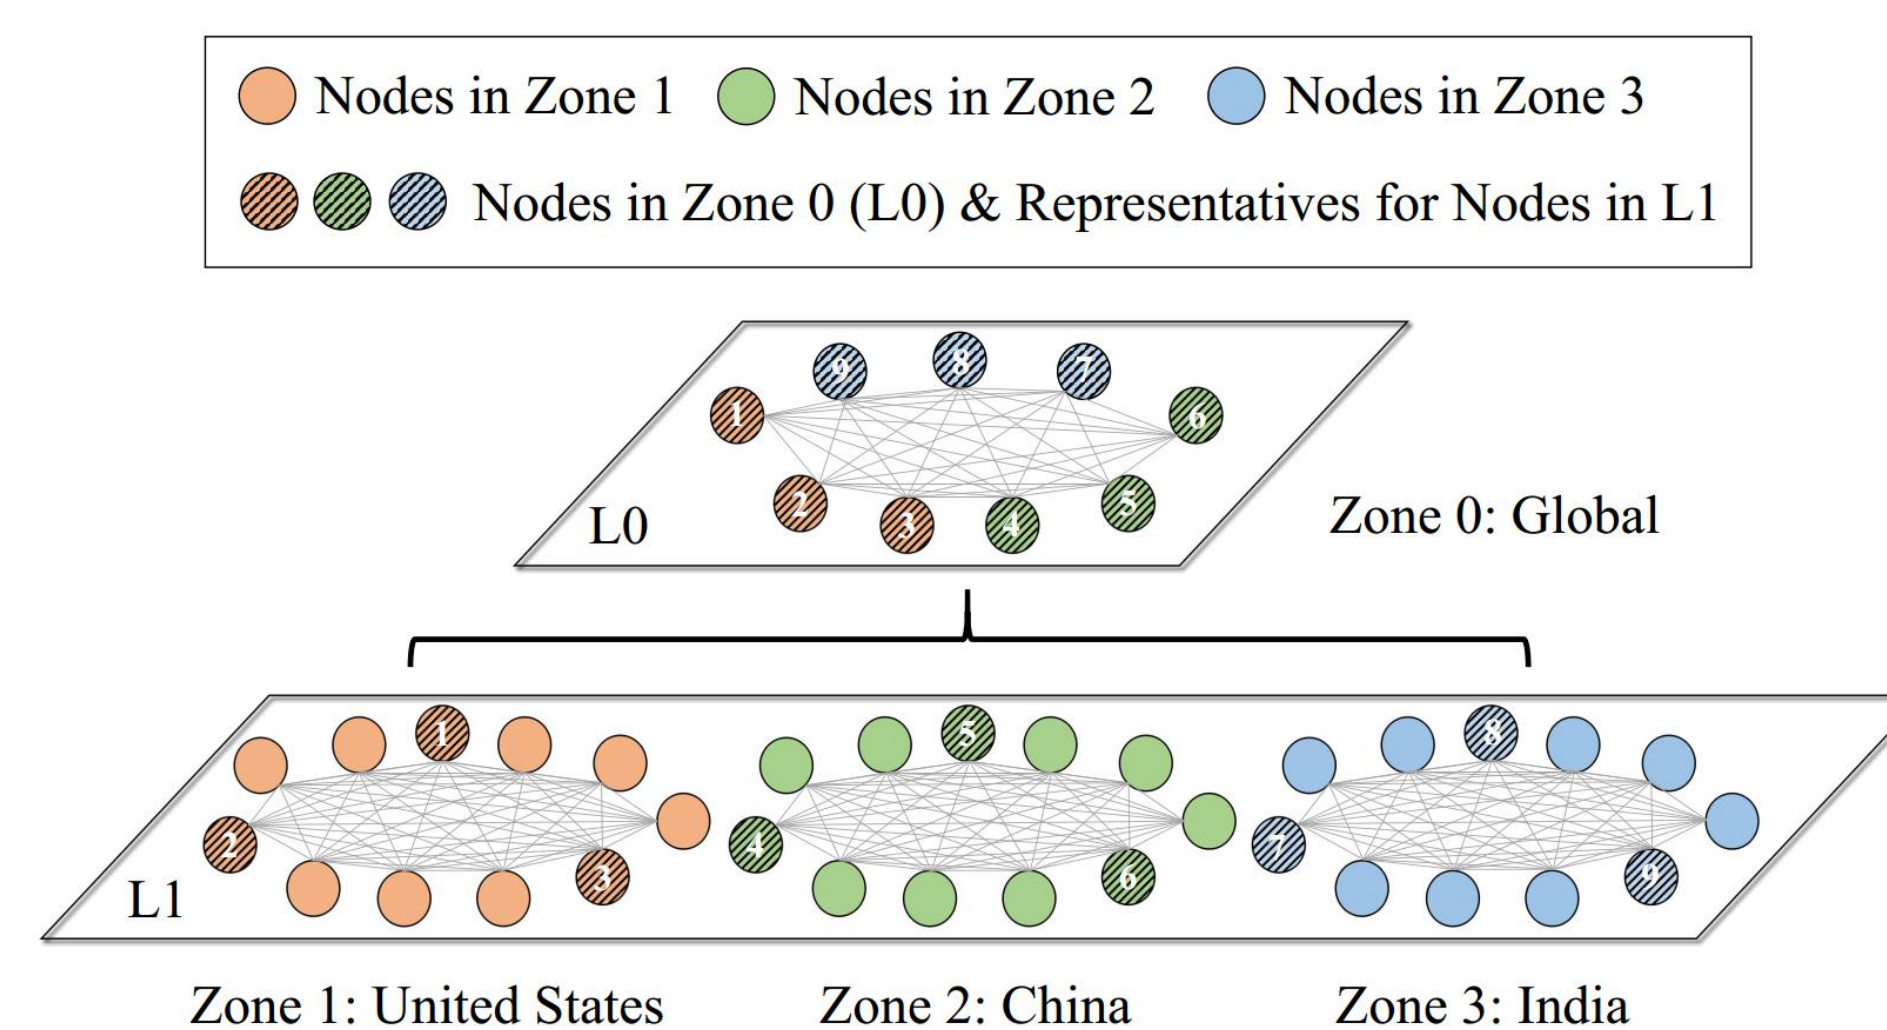 Nodes in Zone 1 Nodes in Zone 2 Nodes in Zone 3
Nodes in Zone 0 (L0) & Representatives for Nodes in L1
9 8 7
1 6
2 5
3 4
L0
Zone 0: Global
1 5 8
2 4 7
3 6 9
L1
Zone 1: United States Zone 2: China Zone 3: India